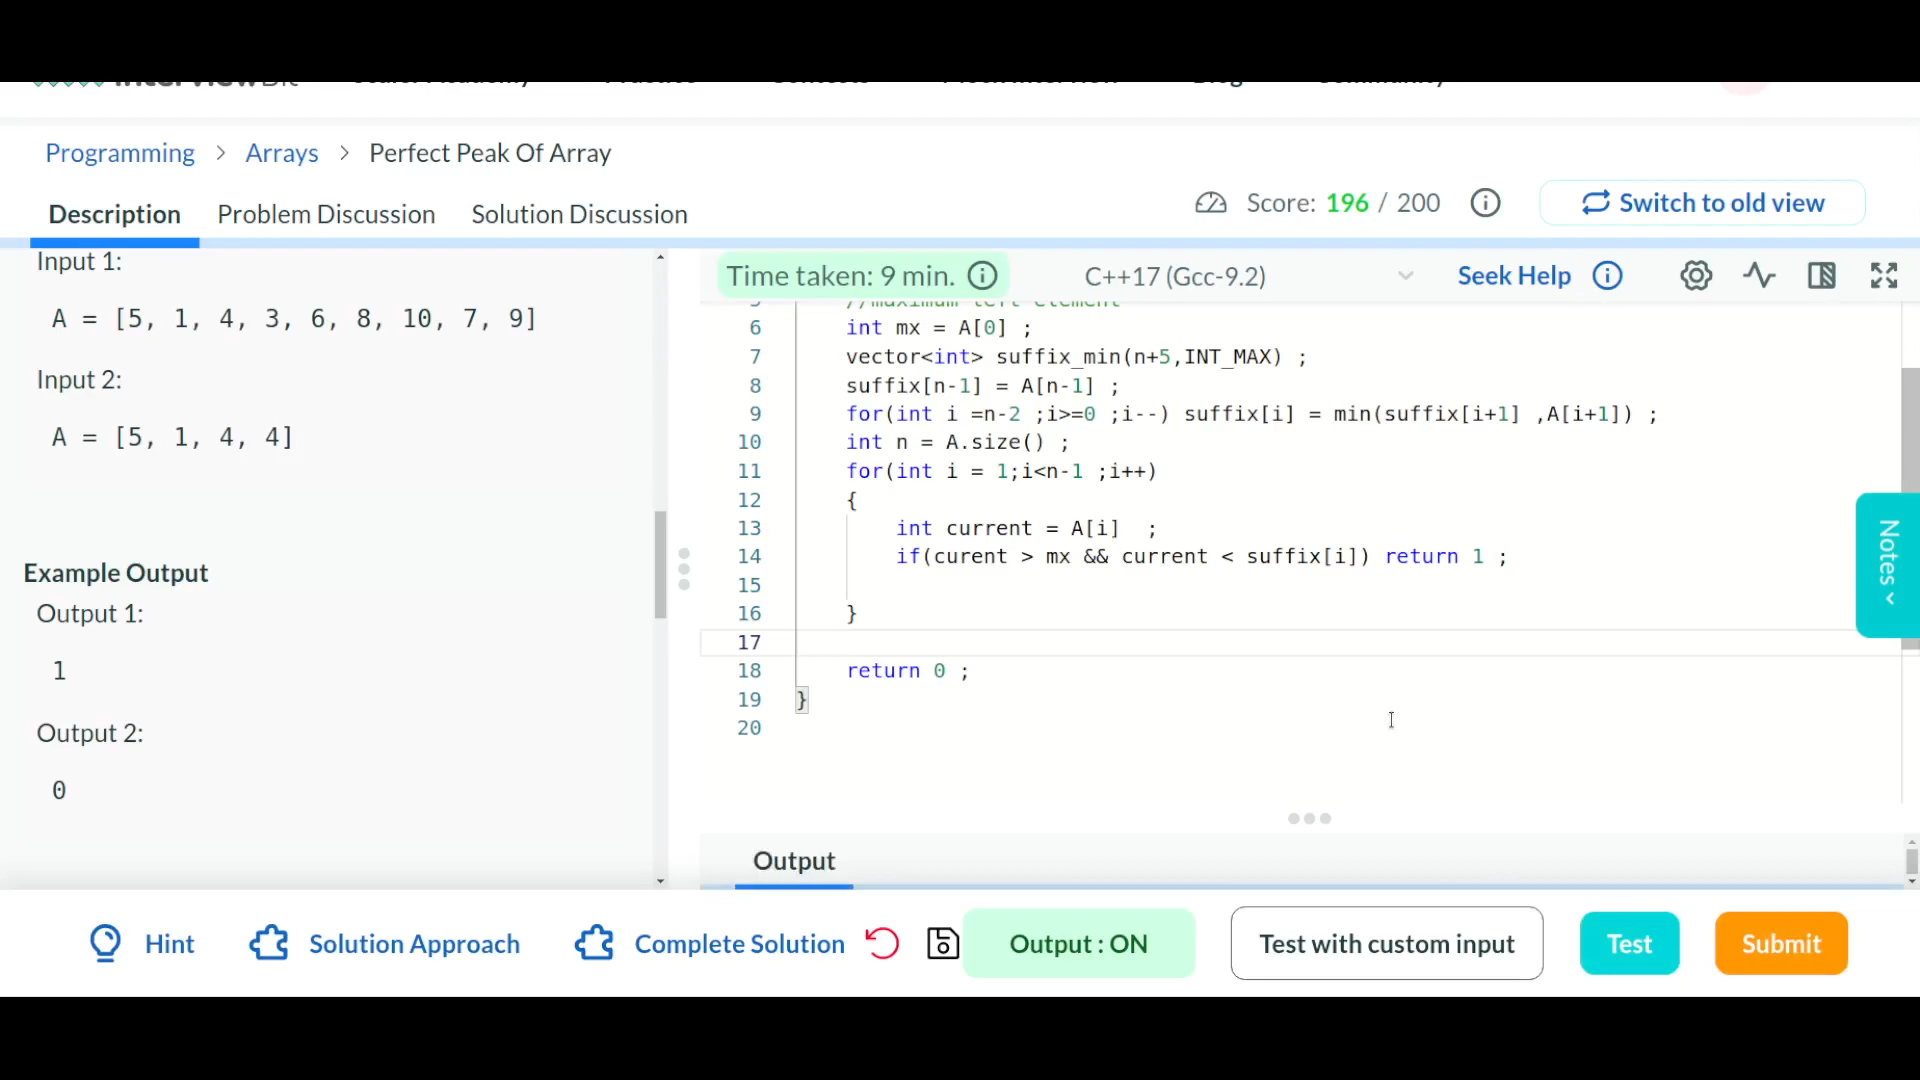 Programming > Arrays > Perfect Peak Of Array
Description Problem Discussion Solution Discussion
Score: 196 / 200
Switch to old view
Input 1:
A = [5, 1, 4, 3, 6, 8, 10, 7, 9]
Input 2:
A = [5, 1, 4, 4]
Example Output
Output 1:
1
Output 2:
0
Time taken: 9 min.
C++17 (Gcc-9.2)
Seek Help
5 //maximum left element
6 int mx = A[0] ;
7 vector<int> suffix_min(n+5,INT_MAX) ;
8 suffix[n-1] = A[n-1] ;
9 for(int i =n-2 ;i>=0 ;i--) suffix[i] = min(suffix[i+1] ,A[i+1]) ;
10 int n = A.size() ;
11 for(int i = 1;i<n-1 ;i++)
12 {
13 int current = A[i]  ;
14 if(curent > mx && current < suffix[i]) return 1 ;
15
16 }
17
18 return 0 ;
19 }
20
Notes
Output
Hint
Solution Approach
Complete Solution
Output : ON
Test with custom input
Test
Submit